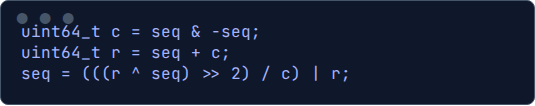 uint64_t c = seq & -seq;
uint64_t r = seq + c;
seq = (((r ^ seq) >> 2) / c) | r;